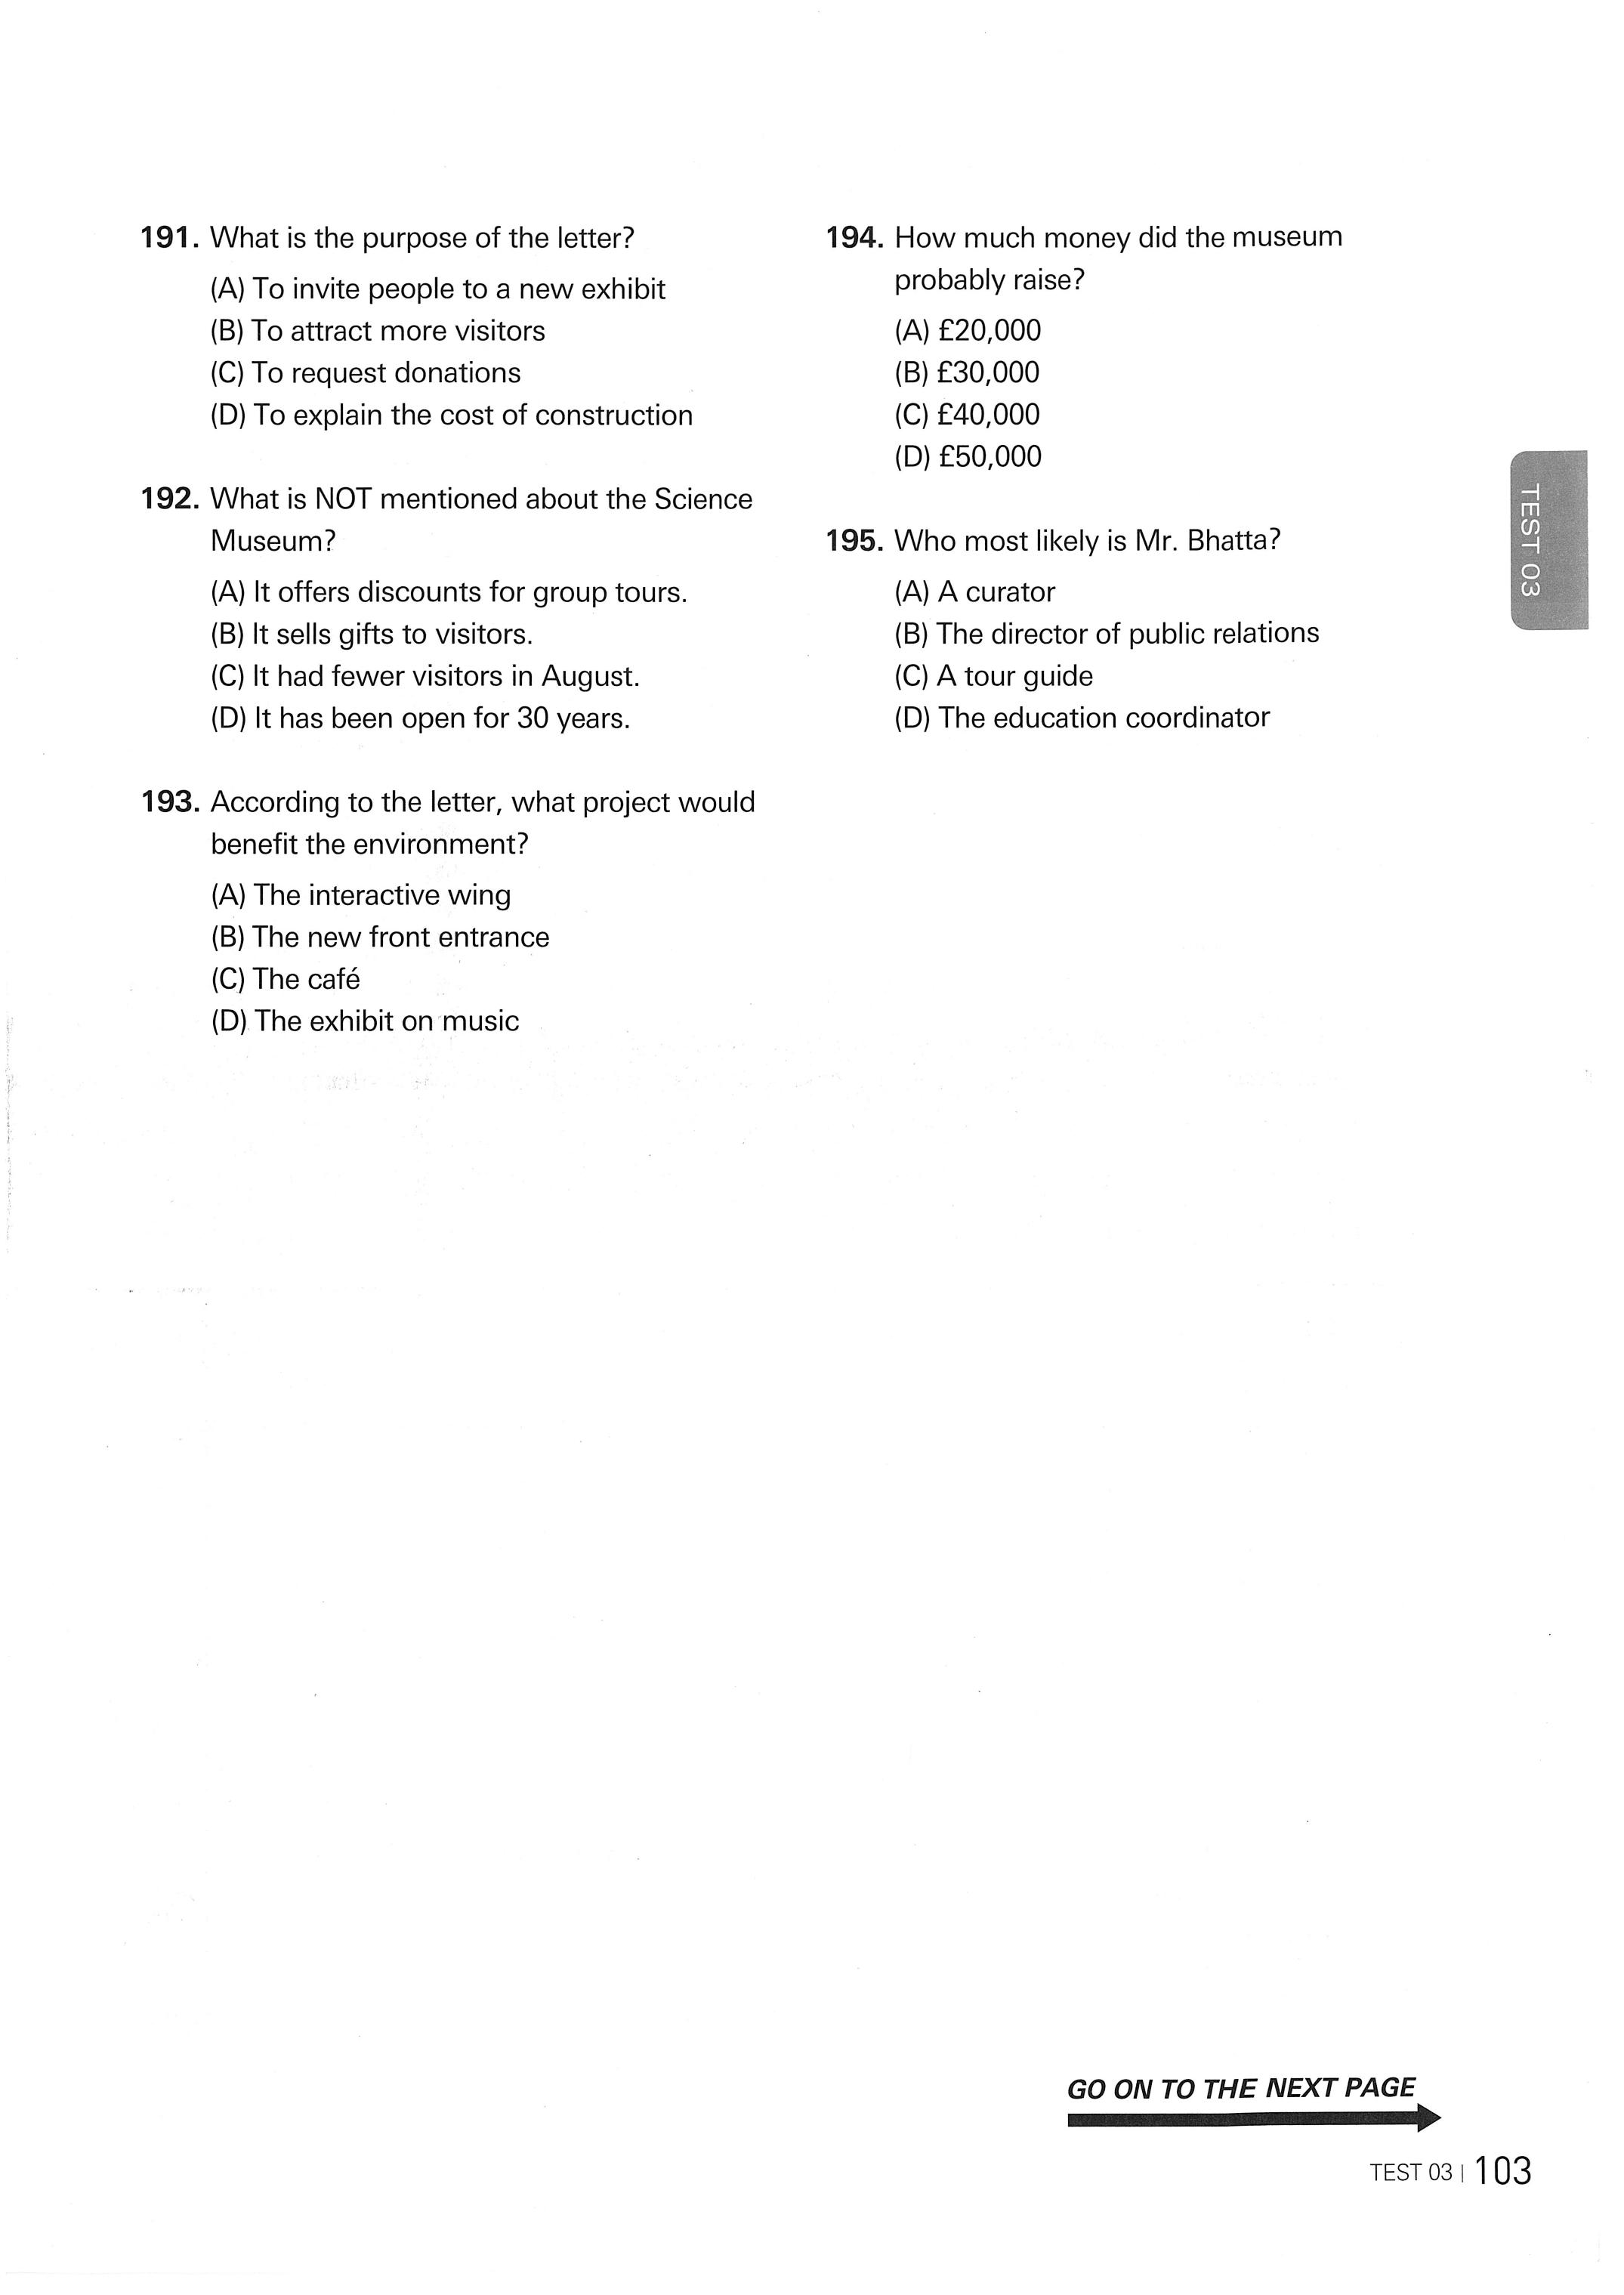 191. What is the purpose of the letter?
(A) To invite people to a new exhibit
(B) To attract more visitors
(C) To request donations
(D) To explain the cost of construction
192. What is NOT mentioned about the Science
Museum?
(A) It offers discounts for group tours.
(B) It sells gifts to visitors.
(C) It had fewer visitors in August.
(D) It has been open for 30 years.
193. According to the letter, what project would
benefit the environment?
(A) The interactive wing
(B) The new front entrance
(C) The café
(D) The exhibit on music
194. How much money did the museum
probably raise?
(A) £20,000
(B) £30,000
(C) £40,000
(D) £50,000
195. Who most likely is Mr. Bhatta?
(A) A curator
(B) The director of public relations
(C) A tour guide
(D) The education coordinator
TEST 03
GO ON TO THE NEXT PAGE
TEST 03 | 103